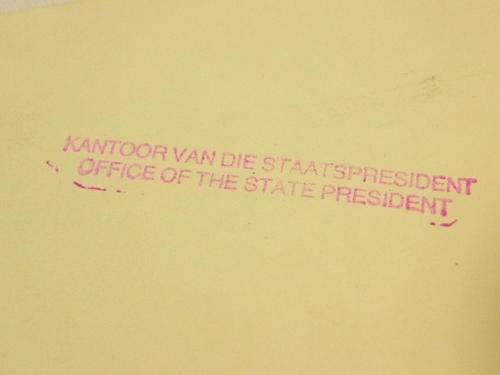 KANTOOR VAN DIE STAATSPRESIDENT
OFFICE OF THE STATE PRESIDENT